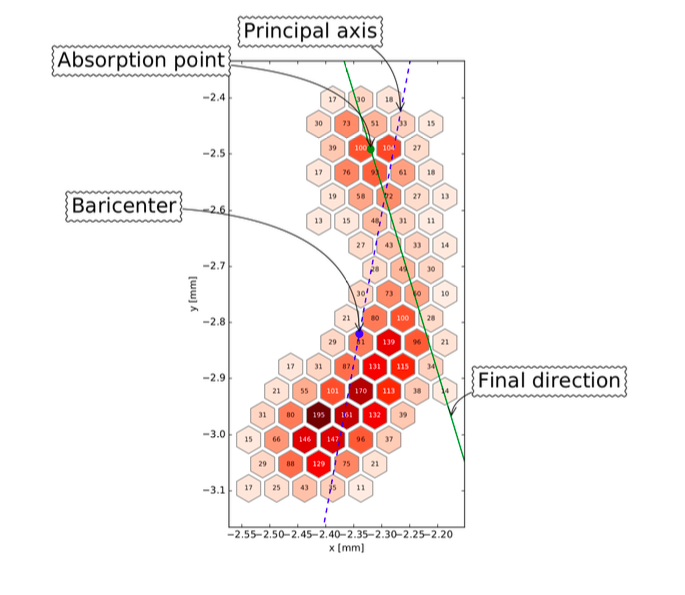 Principal axis
Absorption point
Baricenter
Final direction
−2.4
−2.5
−2.6
−2.7
−2.8
−2.9
−3.0
−3.1
y [mm]
17 30 18
30 73 51 33 15
39 100 104 27
17 76 93 61 18
19 58 72 27 13
13 15 48 31 11
27 43 33 14
28 49 30
30 73 60 10
21 80 100 28
29 81 139 96 21
17 31 87 131 115 34
21 55 101 170 113 38 14
31 80 195 161 132 39
15 66 146 147 96 37
29 88 129 75 21
17 25 43 11
−2.55 −2.50 −2.45 −2.40 −2.35 −2.30 −2.25 −2.20
x [mm]